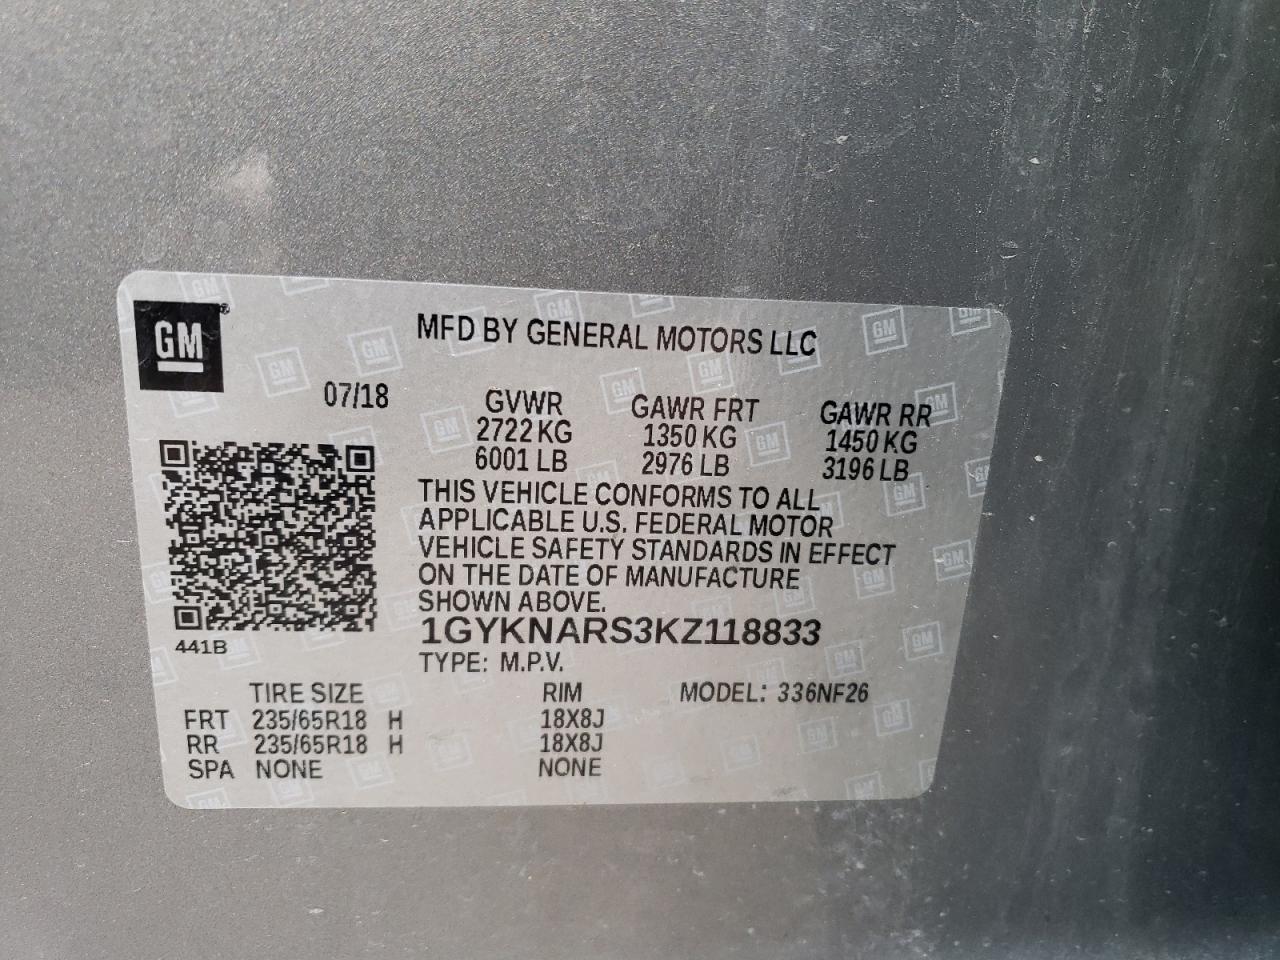 GM
MFD BY GENERAL MOTORS LLC
07/18
GVWR GAWR FRT GAWR RR
2722 KG 1350 KG 1450 KG
6001 LB 2976 LB 3196 LB
THIS VEHICLE CONFORMS TO ALL
APPLICABLE U.S. FEDERAL MOTOR
VEHICLE SAFETY STANDARDS IN EFFECT
ON THE DATE OF MANUFACTURE
SHOWN ABOVE.
1GYKNARS3KZ118833
441B
TYPE: M.P.V.
TIRE SIZE RIM MODEL: 336NF26
FRT 235/65R18 H 18X8J
RR 235/65R18 H 18X8J
SPA NONE NONE